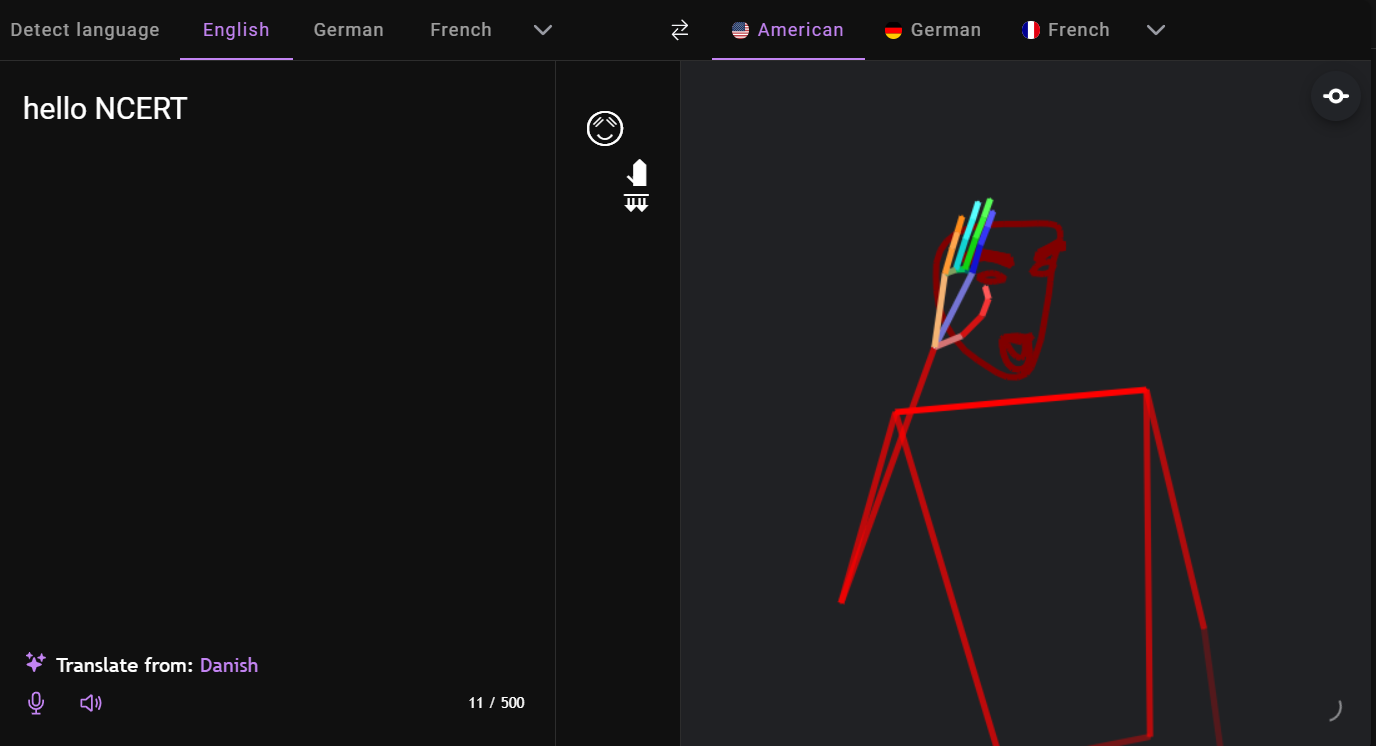 Detect language English German French American German French
hello NCERT
Translate from: Danish
11 / 500